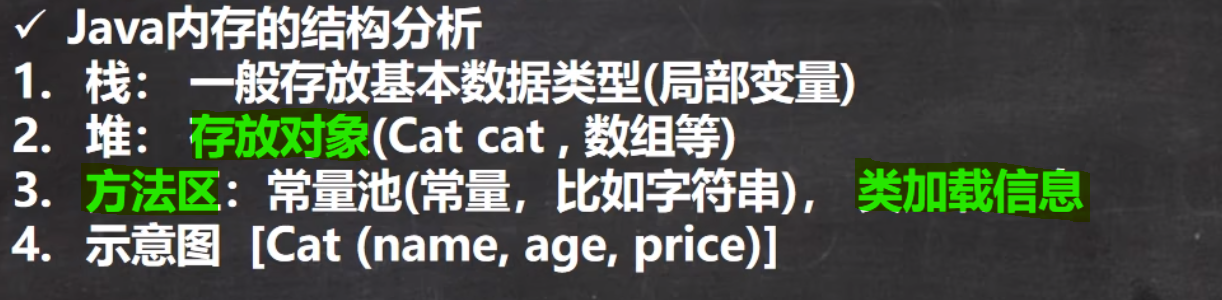 ✓ Java内存的结构分析
1. 栈： 一般存放基本数据类型(局部变量)
2. 堆： 存放对象(Cat cat , 数组等)
3. 方法区：常量池(常量，比如字符串)， 类加载信息
4. 示意图 [Cat (name, age, price)]